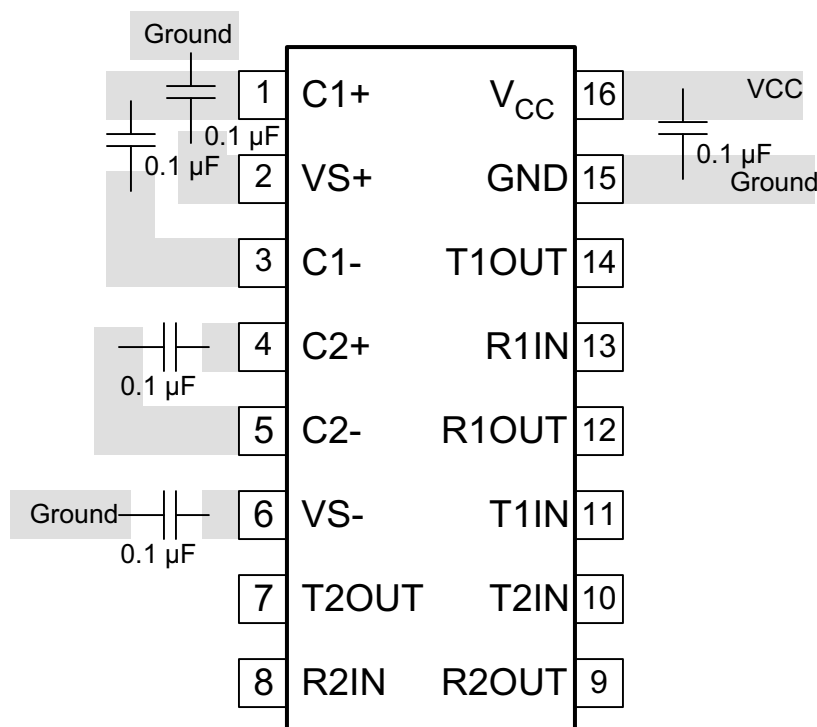 Ground
1 C1+ V_CC 16 VCC
0.1 µF
0.1 µF
0.1 µF
2 VS+ GND 15 Ground
3 C1- T1OUT 14
4 C2+ R1IN 13
0.1 µF
5 C2- R1OUT 12
Ground 6 VS- T1IN 11
0.1 µF
7 T2OUT T2IN 10
8 R2IN R2OUT 9